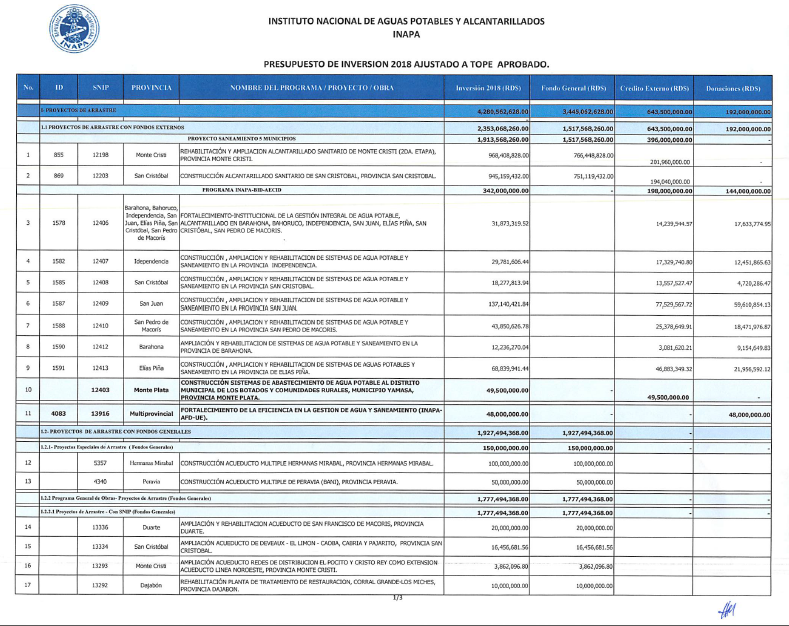 INAPA
INSTITUTO NACIONAL DE AGUAS POTABLES Y ALCANTARILLADOS
INAPA
PRESUPUESTO DE INVERSION 2018 AJUSTADO A TOPE APROBADO.
No. ID SNIP PROVINCIA NOMBRE DEL PROGRAMA / PROYECTO / OBRA Inversión 2018 (RD$) Fondo General (RD$) Credito Externo (RD$) Donaciones (RD$)
PROYECTOS DE ARRASTRE 4,280,562,628.00 3,445,062,628.00 643,500,000.00 192,000,000.00
1.1 PROYECTOS DE ARRASTRE CON FONDOS EXTERNOS 2,353,068,260.00 1,517,568,260.00 643,500,000.00 192,000,000.00
PROYECTO SANEAMIENTO 5 MUNICIPIOS 1,913,568,260.00 1,517,568,260.00 396,000,000.00 -
1 855 12198 Monte Cristi REHABILITACIÓN Y AMPLIACIÓN ALCANTARILLADO SANITARIO DE MONTE CRISTI (2DA. ETAPA), PROVINCIA MONTE CRISTI. 968,408,828.00 766,448,828.00 201,960,000.00 -
2 869 12203 San Cristóbal CONSTRUCCIÓN ALCANTARILLADO SANITARIO DE SAN CRISTOBAL, PROVINCIA SAN CRISTOBAL. 945,159,432.00 751,119,432.00 194,040,000.00 -
PROGRAMA INAPA-BID-AECID 342,000,000.00 - 198,000,000.00 144,000,000.00
3 1578 12406 Barahona, Bahoruco, Independencia, San Juan, Elías Piña, San Cristóbal, San Pedro de Macorís FORTALECIMIENTO-INSTITUCIONAL DE LA GESTIÓN INTEGRAL DE AGUA POTABLE, ALCANTARILLADO EN BARAHONA, BAHORUCO, INDEPENDENCIA, SAN JUAN, ELÍAS PIÑA, SAN CRISTÓBAL, SAN PEDRO DE MACORIS. 31,873,319.52 - 14,239,544.57 17,633,774.95
4 1582 12407 Idependencia CONSTRUCCIÓN , AMPLIACION Y REHABILITACION DE SISTEMAS DE AGUA POTABLE Y SANEAMIENTO EN LA PROVINCIA INDEPENDENCIA. 29,781,606.44 - 17,329,740.80 12,451,865.63
5 1585 12408 San Cristóbal CONSTRUCCIÓN , AMPLIACION Y REHABILITACION DE SISTEMAS DE AGUA POTABLE Y SANEAMIENTO EN LA PROVINCIA SAN CRISTOBAL. 18,277,813.94 - 13,557,527.47 4,720,286.47
6 1587 12409 San Juan CONSTRUCCIÓN , AMPLIACION Y REHABILITACION DE SISTEMAS DE AGUA POTABLE Y SANEAMIENTO EN LA PROVINCIA SAN JUAN. 137,140,421.84 - 77,529,567.72 59,610,854.13
7 1588 12410 San Pedro de Macorís CONSTRUCCIÓN , AMPLIACION Y REHABILITACION DE SISTEMAS DE AGUA POTABLE Y SANEAMIENTO EN LA PROVINCIA SAN PEDRO DE MACORIS. 43,850,626.78 - 25,378,649.91 18,471,976.87
8 1590 12412 Barahona AMPLIACIÓN Y REHABILITACION DE SISTEMAS DE AGUA POTABLE Y SANEAMIENTO EN LA PROVINCIA DE BARAHONA. 12,236,270.04 - 3,081,620.21 9,154,649.83
9 1591 12413 Elías Piña CONSTRUCCIÓN , AMPLIACION Y REHABILITACION DE SISTEMAS DE AGUA POTABLES Y SANEAMIENTO EN LA PROVINCIA DE ELIAS PIÑA. 68,839,941.44 - 46,883,349.32 21,956,592.12
10 12403 Monte Plata CONSTRUCCIÓN SISTEMAS DE ABASTECIMIENTO DE AGUA POTABLE AL DISTRITO MUNICIPAL DE LOS BOTADOS Y COMUNIDADES RURALES, MUNICIPIO YAMASA, PROVINCIA MONTE PLATA. 49,500,000.00 - 49,500,000.00 -
11 4083 13916 Multiprovincial FORTALECIMIENTO DE LA EFICIENCIA EN LA GESTION DE AGUA Y SANEAMIENTO (INAPA-AFD-UE). 48,000,000.00 - 48,000,000.00
1.2- PROYECTOS DE ARRASTRE CON FONDOS GENERALES 1,927,494,368.00 1,927,494,368.00 - -
1.2.1- Proyectos Especiales de Arrastre ( Fondos Generales) 150,000,000.00 150,000,000.00 - -
12 5357 Hermanas Mirabal CONSTRUCCIÓN ACUEDUCTO MULTIPLE HERMANAS MIRABAL, PROVINCIA HERMANAS MIRABAL. 100,000,000.00 100,000,000.00
13 4340 Peravia CONSTRUCCIÓN ACUEDUCTO MULTIPLE DE PERAVIA (BANI), PROVINCIA PERAVIA. 50,000,000.00 50,000,000.00
1.2.2 Programa General de Obras- Proyectos de Arrastre (Fondos Generales) 1,777,494,368.00 1,777,494,368.00 - -
1.2.2.1 Proyectos de Arrastre - Con SNIP (Fondos Generales) 1,777,494,368.00 1,777,494,368.00 - -
14 13336 Duarte AMPLIACIÓN Y REHABILITACION ACUEDUCTO DE SAN FRANCISCO DE MACORIS, PROVINCIA DUARTE. 20,000,000.00 20,000,000.00
15 13334 San Cristóbal AMPLIACIÓN ACUEDUCTO DE DEVEAUX - EL LIMON - CAOBA, CABRIA Y PAJARITO, PROVINCIA SAN CRISTOBAL. 16,456,681.56 16,456,681.56
16 13293 Monte Cristi AMPLIACIÓN ACUEDUCTO REDES DE DISTRIBUCION EL POCITO Y CRISTO REY COMO EXTENSION ACUEDUCTO LINEA NOROESTE, PROVINCIA MONTE CRISTI. 3,862,096.80 3,862,096.80
17 13292 Dajabón REHABILITACIÓN PLANTA DE TRATAMIENTO DE RESTAURACION, CORRAL GRANDE-LOS MICHES, PROVINCIA DAJABON. 10,000,000.00 10,000,000.00
1/3